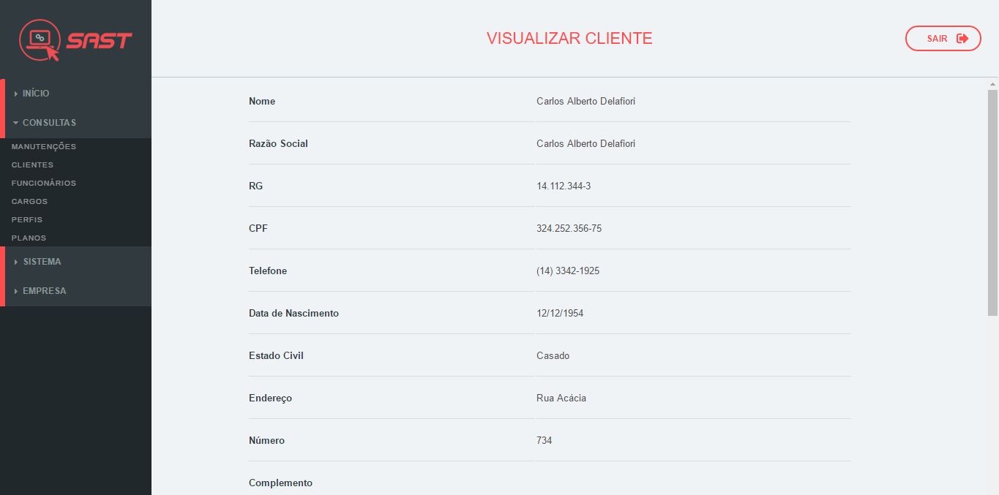 SAST
VISUALIZAR CLIENTE
SAIR
INÍCIO
CONSULTAS
MANUTENÇÕES
CLIENTES
FUNCIONÁRIOS
CARGOS
PERFIS
PLANOS
SISTEMA
EMPRESA
Nome Carlos Alberto Delafiori
Razão Social Carlos Alberto Delafiori
RG 14.112.344-3
CPF 324.252.356-75
Telefone (14) 3342-1925
Data de Nascimento 12/12/1954
Estado Civil Casado
Endereço Rua Acácia
Número 734
Complemento